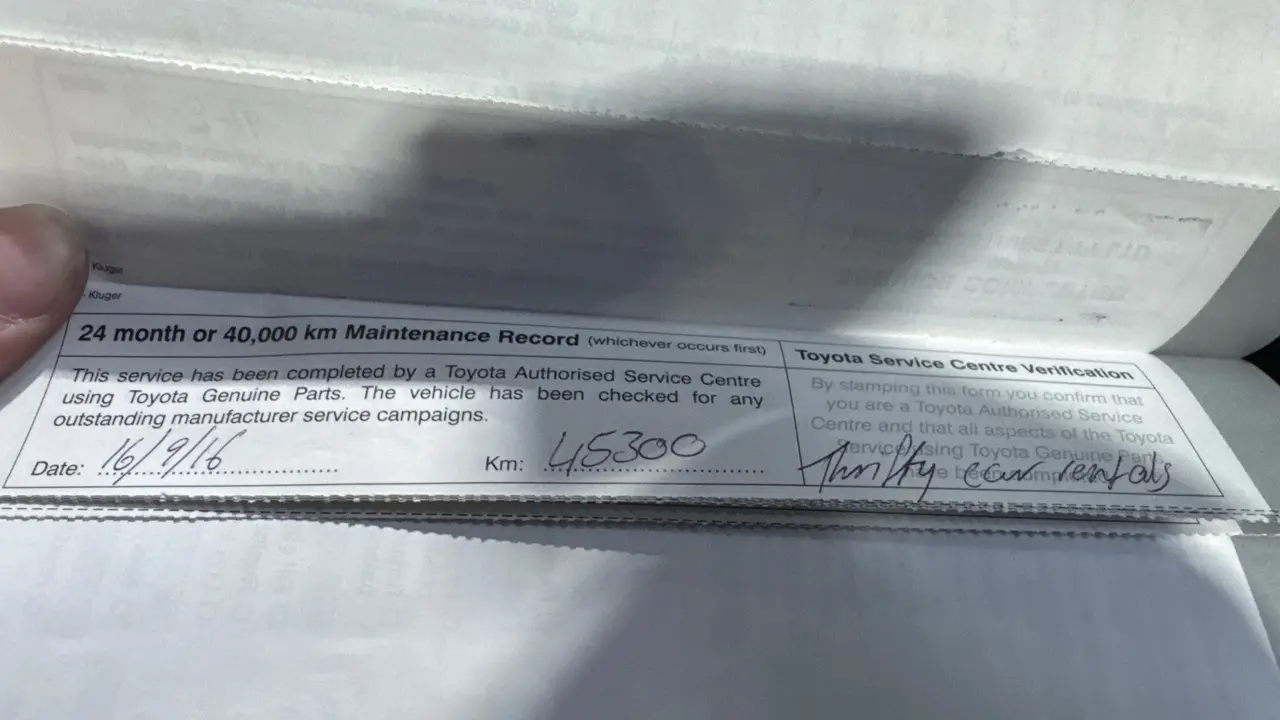 Kluger
- Kluger
24 month or 40,000 km Maintenance Record (whichever occurs first)
This service has been completed by a Toyota Authorised Service Centre
using Toyota Genuine Parts. The vehicle has been checked for any
outstanding manufacturer service campaigns.
Date: 16/9/16
Km: 45300
Toyota Service Centre Verification
By stamping this form you confirm that
you are a Toyota Authorised Service
Centre and that all aspects of the Toyota
Service using Toyota Genuine Parts
have been completed
Thrifty car rentals